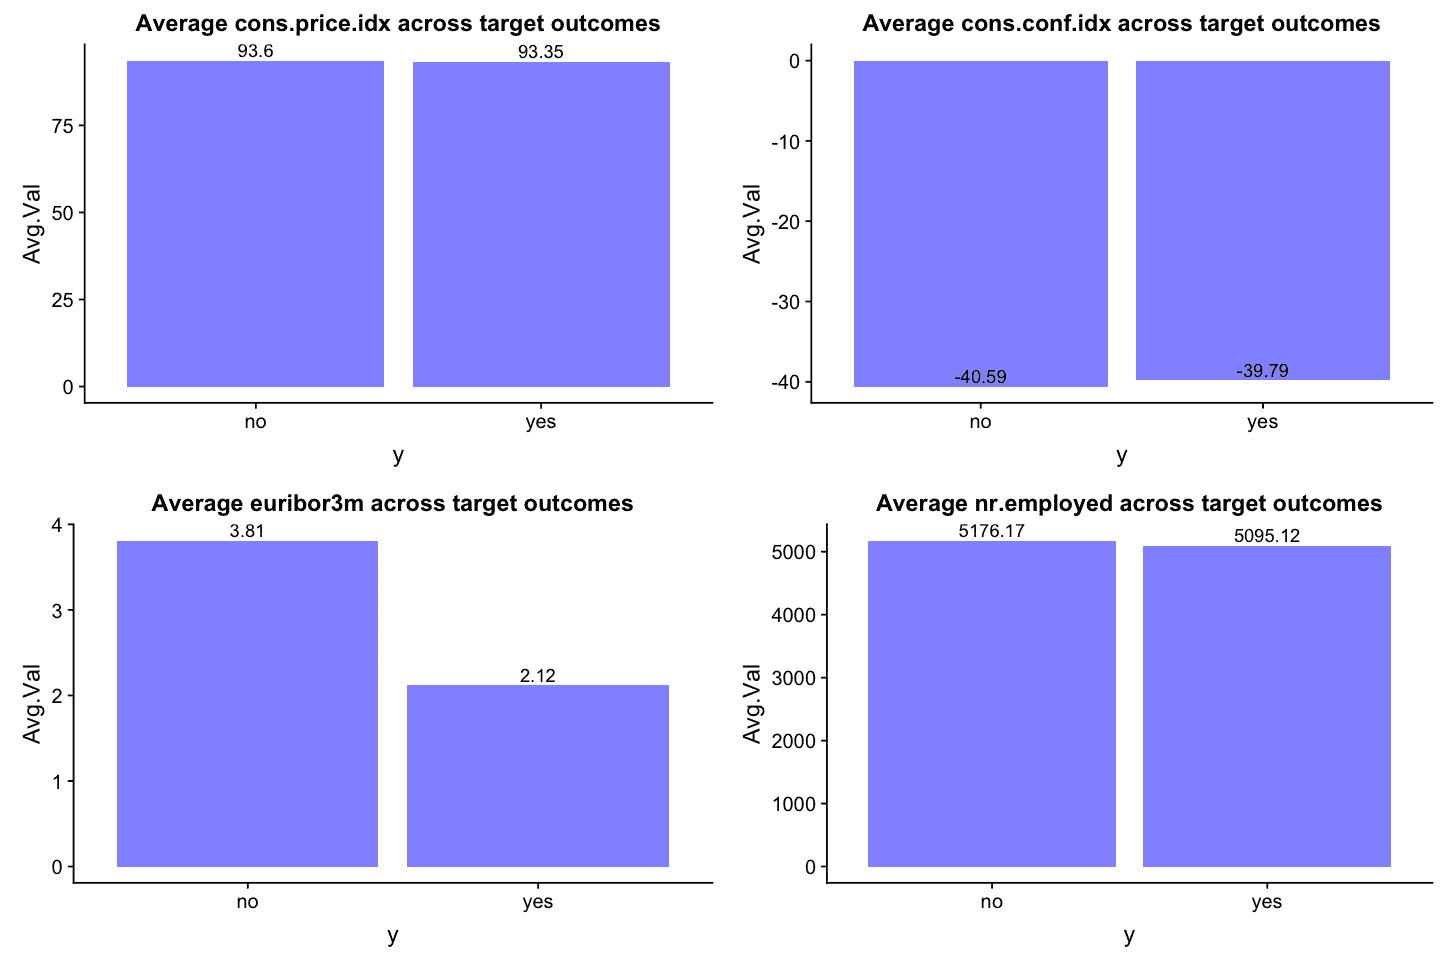 Average cons.price.idx across target outcomes
93.6
93.35
Avg.Val
75
50
25
0
no
yes
y
Average cons.conf.idx across target outcomes
0
-10
-20
-30
-40
Avg.Val
-40.59
-39.79
no
yes
y
Average euribor3m across target outcomes
4
3
2
1
0
Avg.Val
3.81
2.12
no
yes
y
Average nr.employed across target outcomes
5176.17
5095.12
5000
4000
3000
2000
1000
0
Avg.Val
no
yes
y